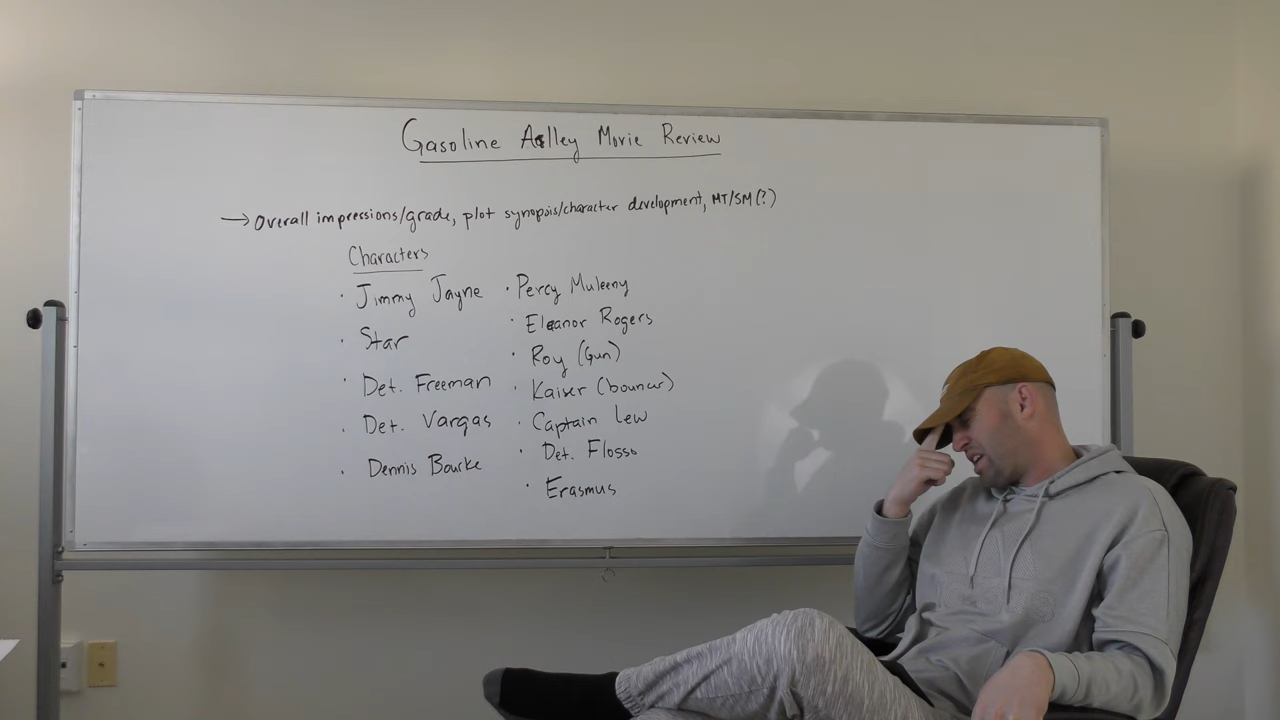 Gasoline Alley Movie Review
→ Overall impressions/grade, plot synopsis/character development, MT/SM(?)
Characters
· Jimmy Jayne
· Star
· Det. Freeman
· Det. Vargas
· Dennis Bourke
· Percy Muleeny
· Eleanor Rogers
· Roy (Gun)
· Kaiser (bouncer)
· Captain Lew
· Det. Flosso
· Erasmus